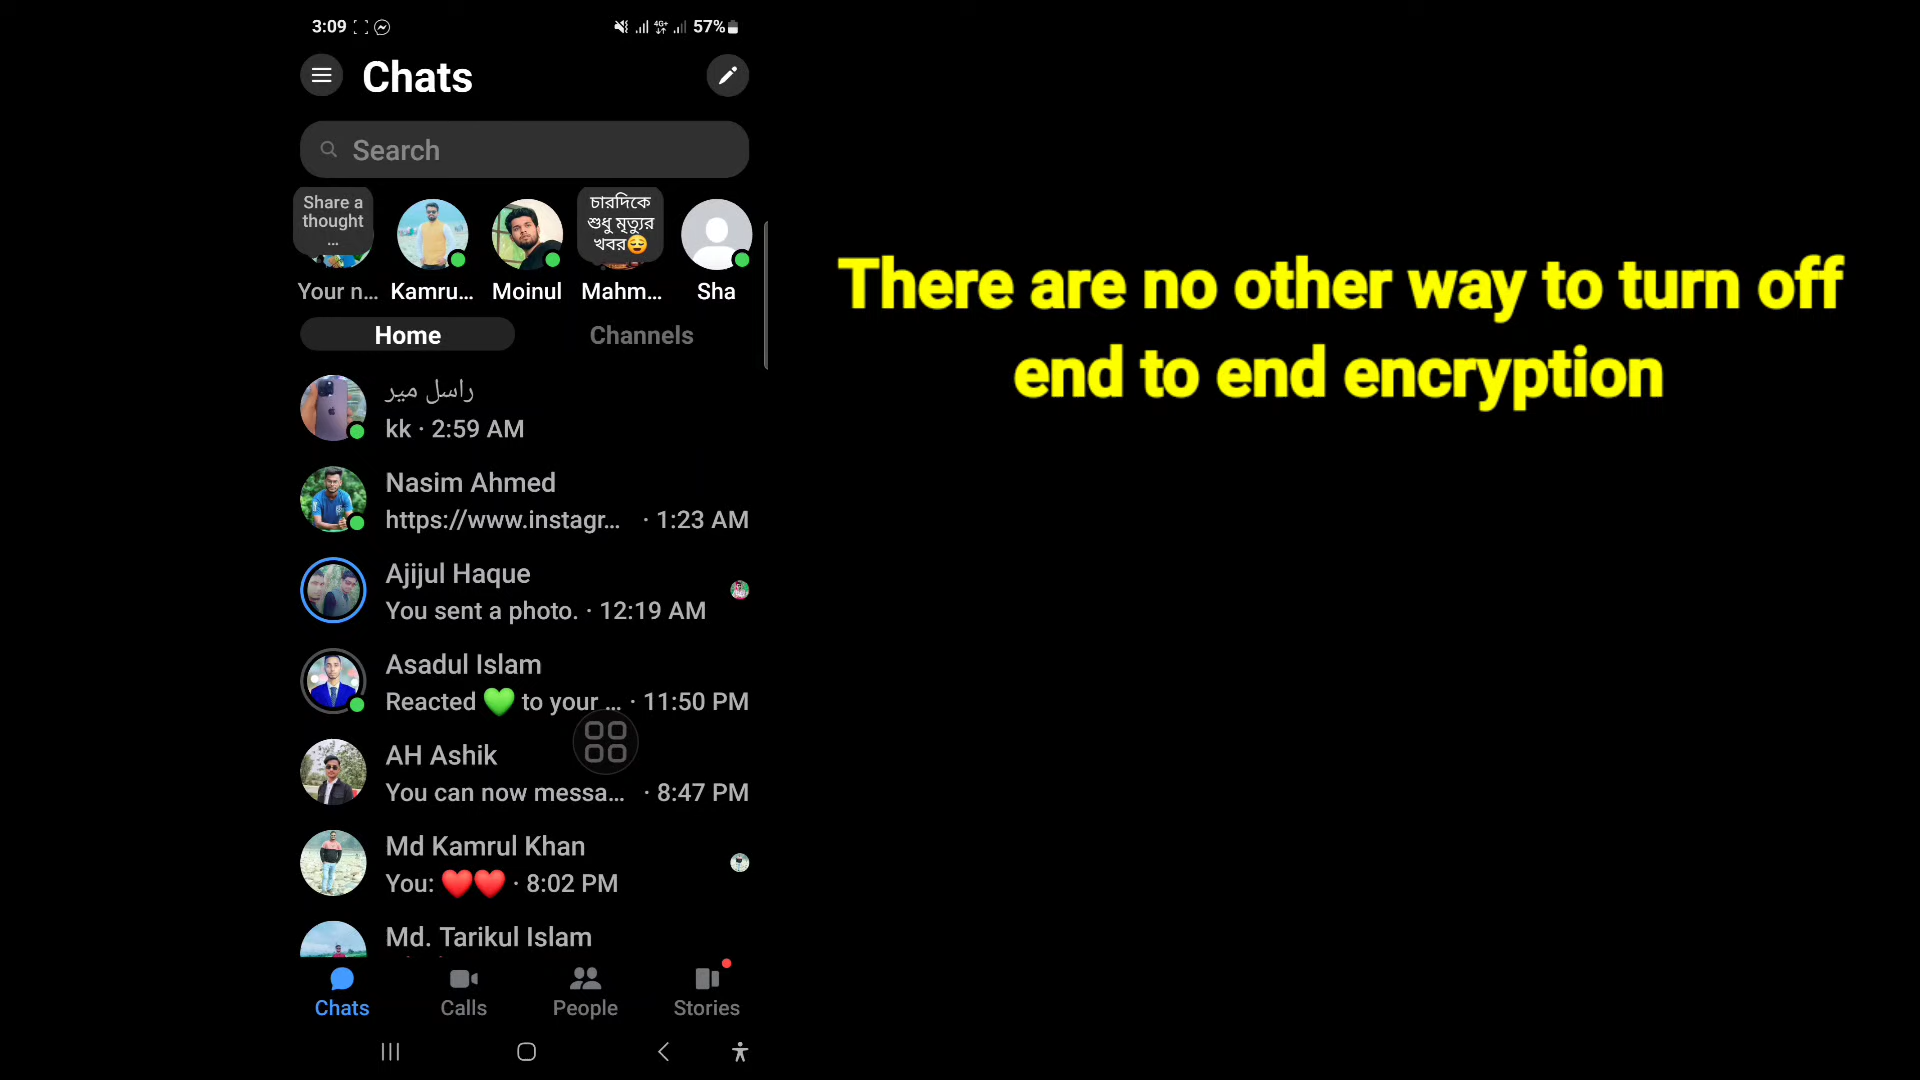 3:09
4G+
57%
Chats
Search
Share a
thought
...
চারদিকে
শুধু মৃত্যুর
খবর😌
Your n...
Kamru...
Moinul
Mahm...
Sha
Home
Channels
راسل مير
kk · 2:59 AM
Nasim Ahmed
https://www.instagr... · 1:23 AM
Ajijul Haque
You sent a photo. · 12:19 AM
Asadul Islam
Reacted 💚 to your ... · 11:50 PM
AH Ashik
You can now messa... · 8:47 PM
Md Kamrul Khan
You: ❤️❤️ · 8:02 PM
Md. Tarikul Islam
Chats
Calls
People
Stories
There are no other way to turn off
end to end encryption